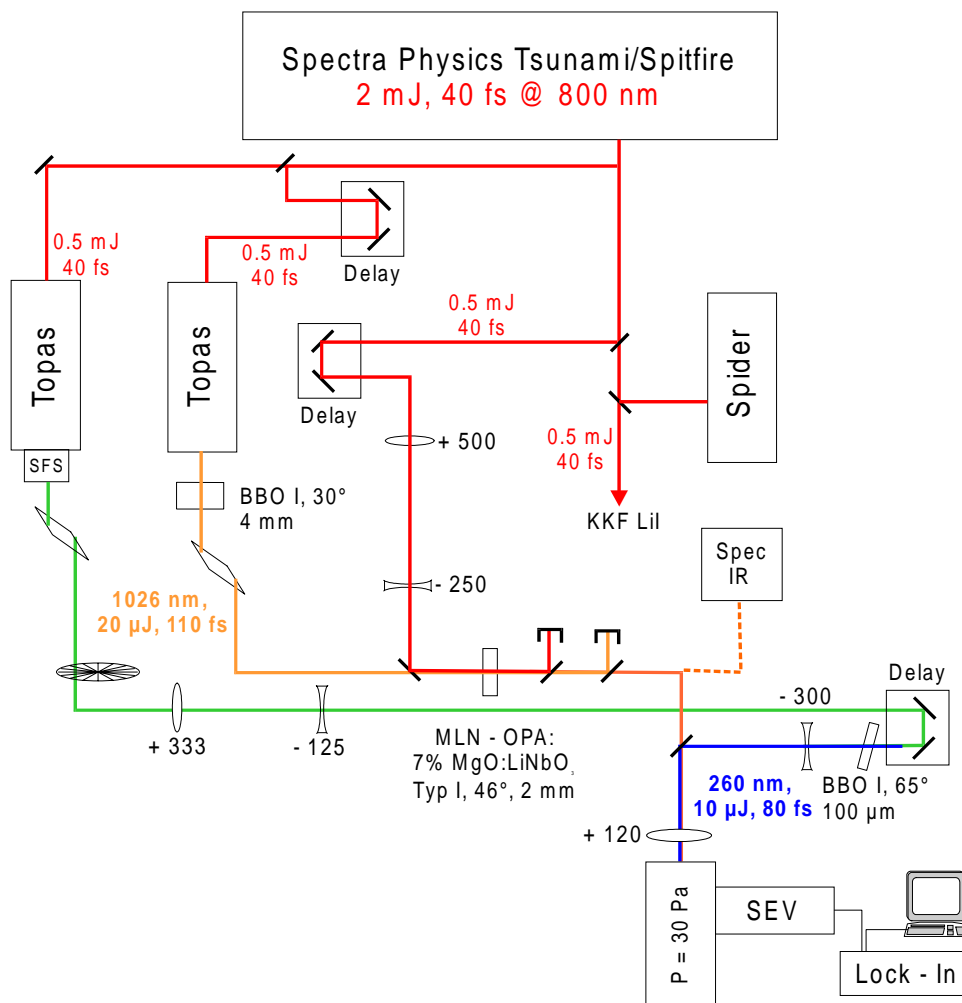 Spectra Physics Tsunami/Spitfire
2 mJ, 40 fs @ 800 nm
0.5 mJ
40 fs
0.5 mJ
40 fs
Delay
Topas
Topas
0.5 mJ
40 fs
Delay
Spider
+ 500
0.5 mJ
40 fs
SFS
BBO I, 30°
4 mm
KKF LiI
Spec
IR
- 250
1026 nm,
20 µJ, 110 fs
Delay
- 300
+ 333
- 125
MLN - OPA:
7% MgO:LiNbO3
Typ I, 46°, 2 mm
260 nm,
10 µJ, 80 fs
BBO I, 65°
100 µm
+ 120
P = 30 Pa
SEV
Lock - In